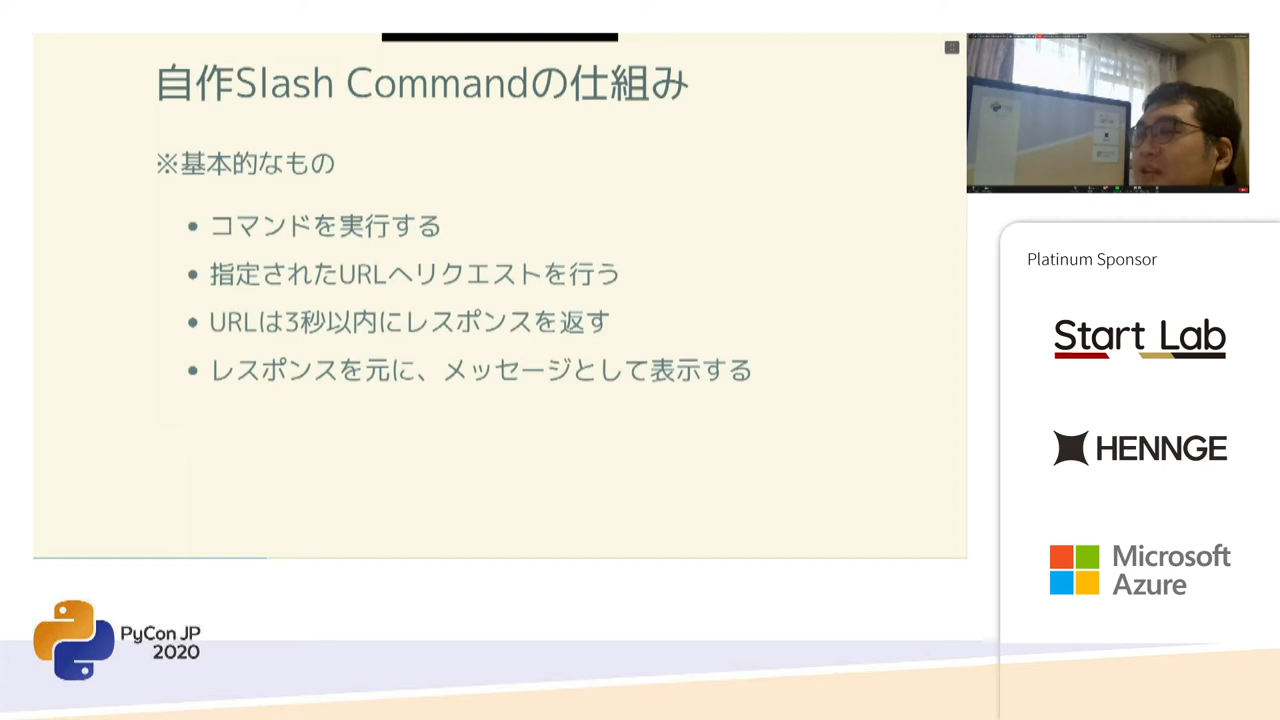 自作Slash Commandの仕組み
※基本的なもの
• コマンドを実行する
• 指定されたURLへリクエストを行う
• URLは3秒以内にレスポンスを返す
• レスポンスを元に、メッセージとして表示する
Platinum Sponsor
Start Lab
HENNGE
Microsoft
Azure
PyCon JP
2020